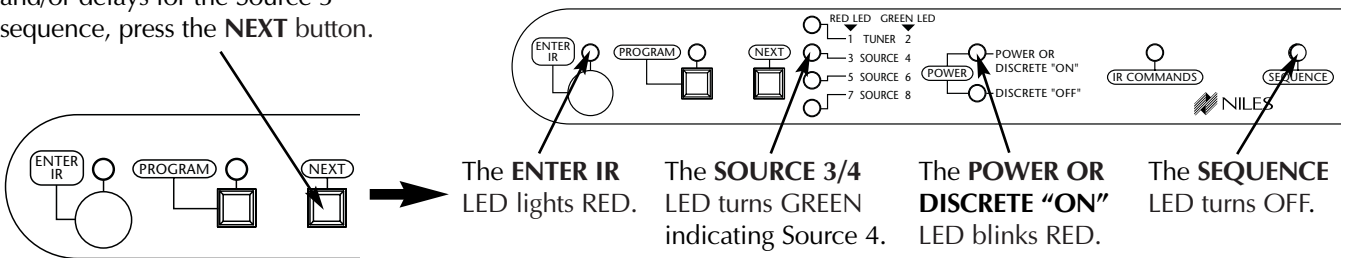 and/or delays for the Source 3
sequence, press the NEXT button.
ENTER IR
PROGRAM
NEXT
RED LED GREEN LED
1 TUNER 2
3 SOURCE 4
5 SOURCE 6
7 SOURCE 8
POWER
POWER OR
DISCRETE "ON"
DISCRETE "OFF"
IR COMMANDS
SEQUENCE
NILES
ENTER IR
PROGRAM
NEXT
The ENTER IR
LED lights RED.
The SOURCE 3/4
LED turns GREEN
indicating Source 4.
The POWER OR
DISCRETE “ON”
LED blinks RED.
The SEQUENCE
LED turns OFF.